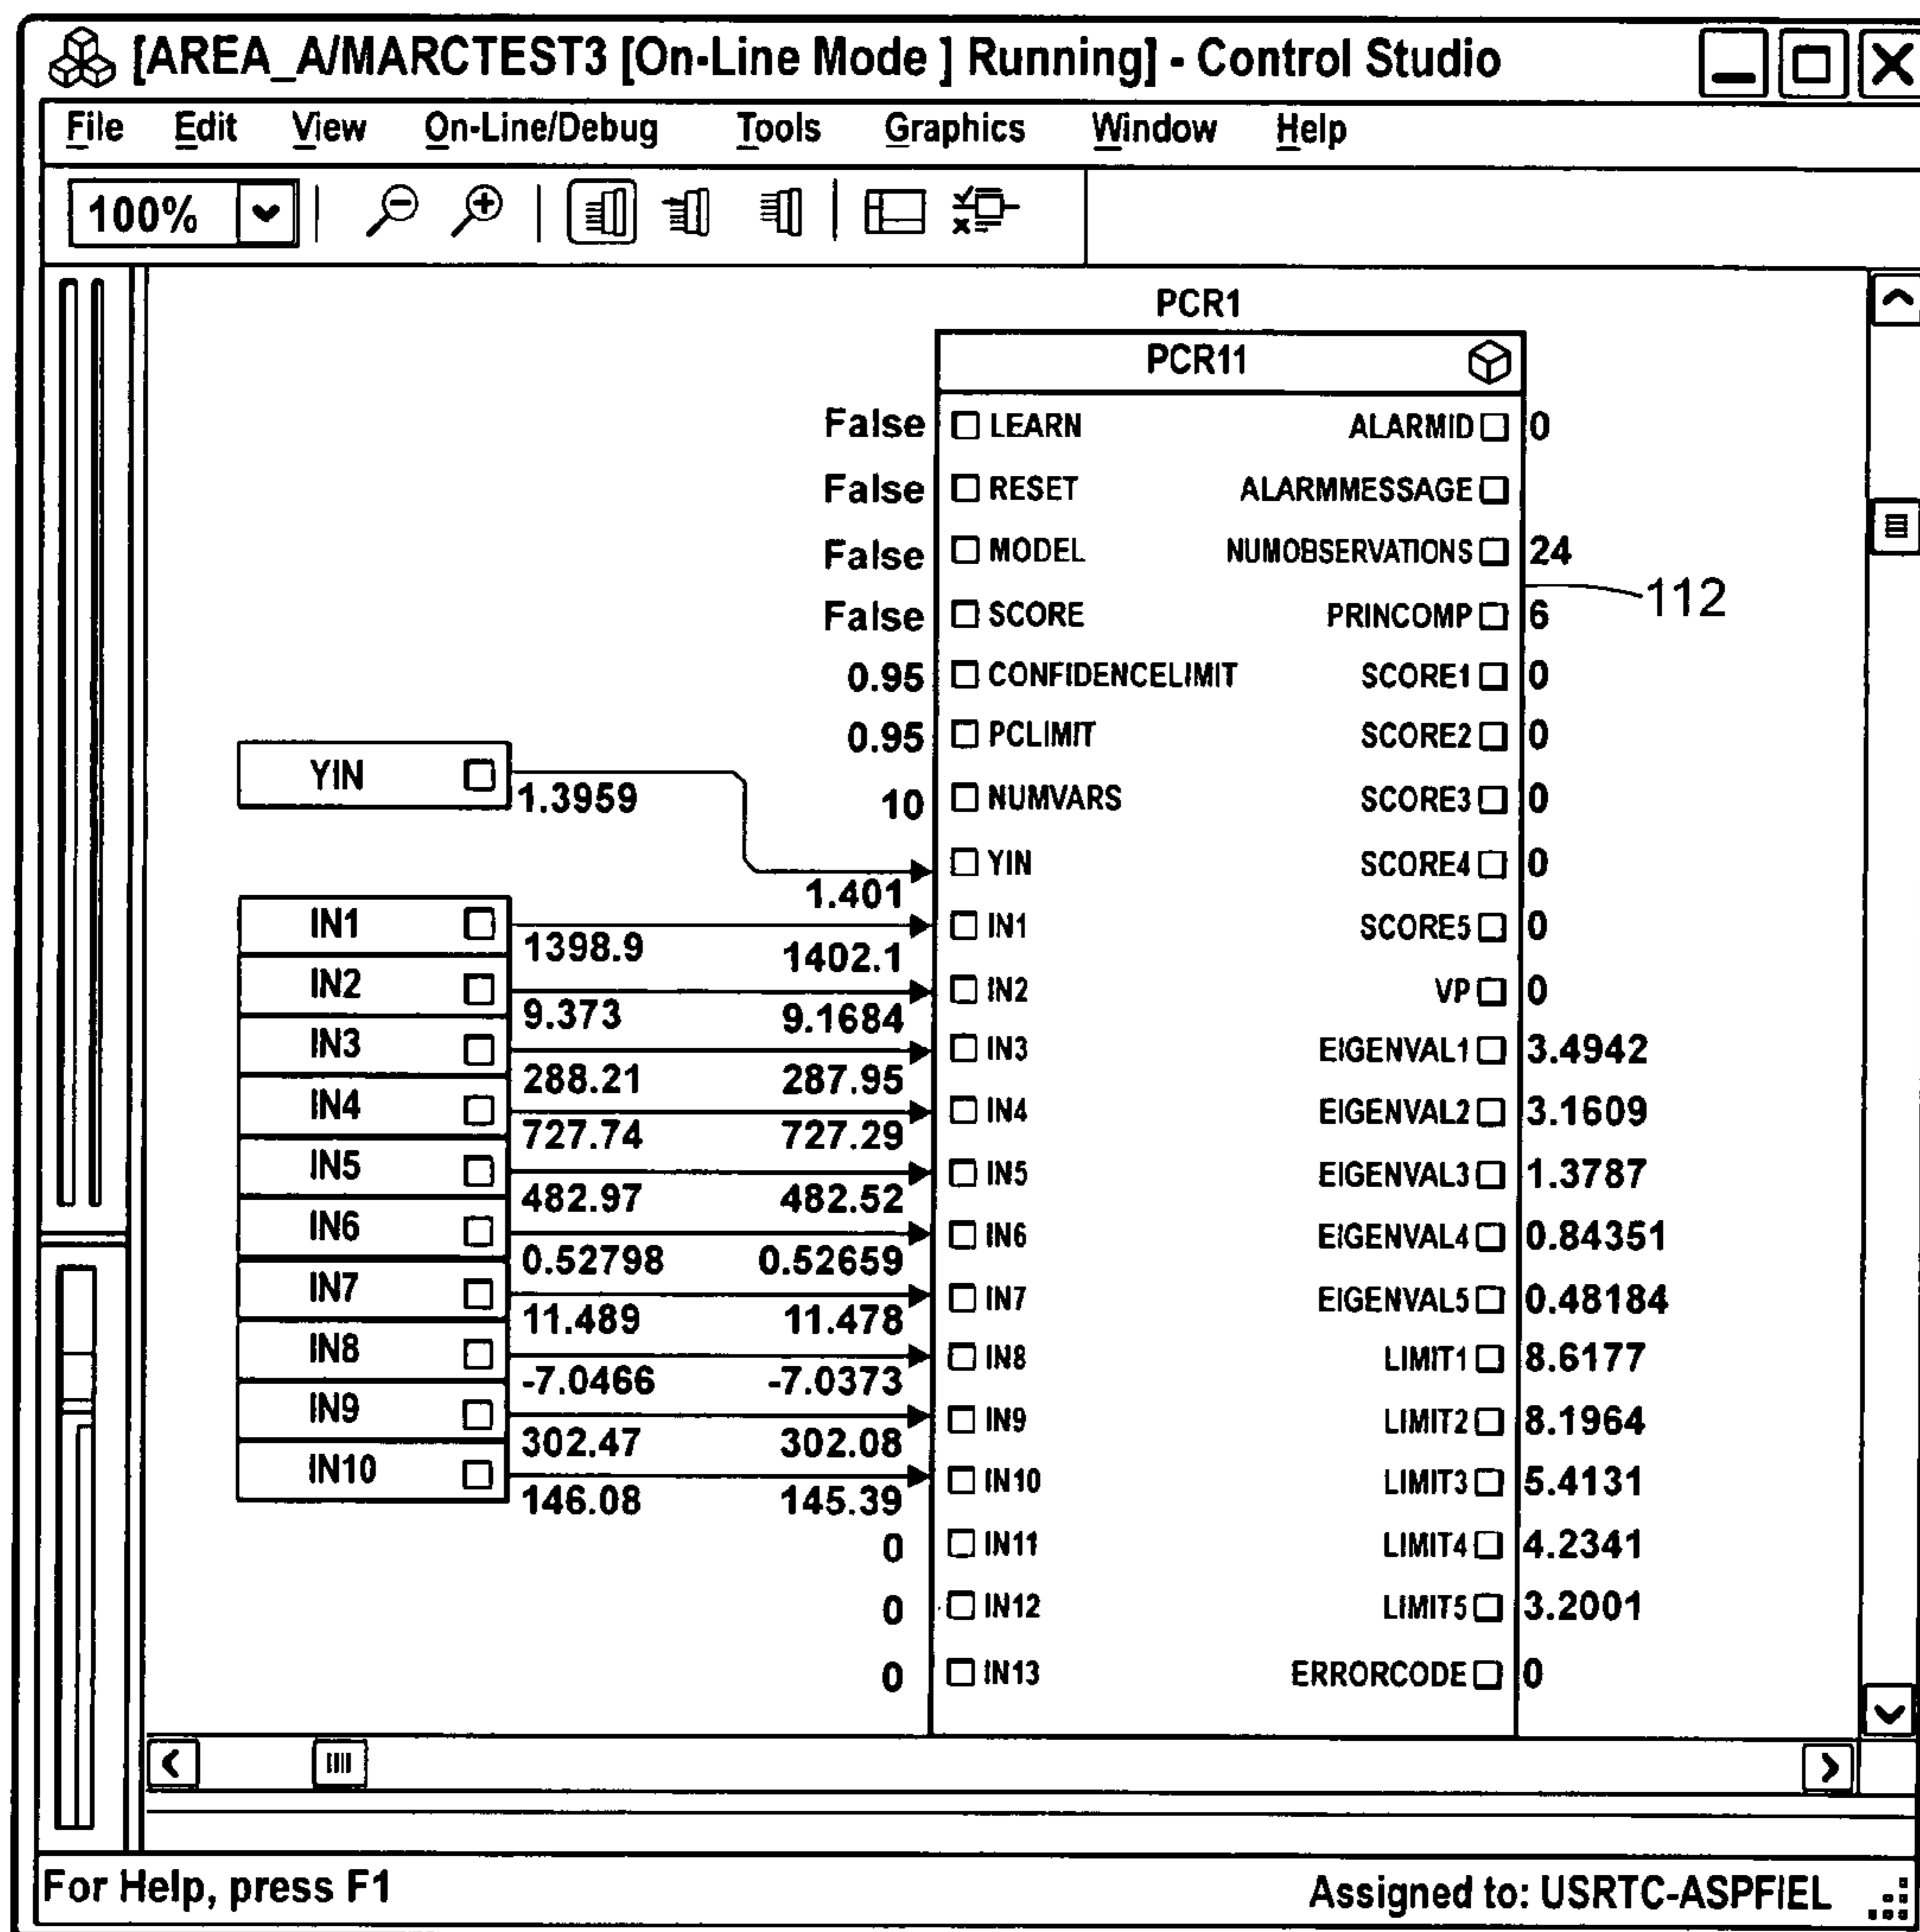 [AREA_A/MARCTEST3 [On-Line Mode ] Running] - Control Studio
File Edit View On-Line/Debug Tools Graphics Window Help
100%
PCR1
PCR11
False LEARN ALARMID 0
False RESET ALARMMESSAGE
False MODEL NUMOBSERVATIONS 24
112
False SCORE PRINCOMP 6
0.95 CONFIDENCELIMIT SCORE1 0
0.95 PCLIMIT SCORE2 0
YIN 1.3959
10 NUMVARS SCORE3 0
1.401 YIN SCORE4 0
IN1 1398.9 1402.1 IN1 SCORE5 0
IN2 9.373 9.1684 IN2 VP 0
IN3 288.21 287.95 IN3 EIGENVAL1 3.4942
IN4 727.74 727.29 IN4 EIGENVAL2 3.1609
IN5 482.97 482.52 IN5 EIGENVAL3 1.3787
IN6 0.52798 0.52659 IN6 EIGENVAL4 0.84351
IN7 11.489 11.478 IN7 EIGENVAL5 0.48184
IN8 -7.0466 -7.0373 IN8 LIMIT1 8.6177
IN9 302.47 302.08 IN9 LIMIT2 8.1964
IN10 146.08 145.39 IN10 LIMIT3 5.4131
0 IN11 LIMIT4 4.2341
0 IN12 LIMIT5 3.2001
0 IN13 ERRORCODE 0
For Help, press F1 Assigned to: USRTC-ASPFIEL